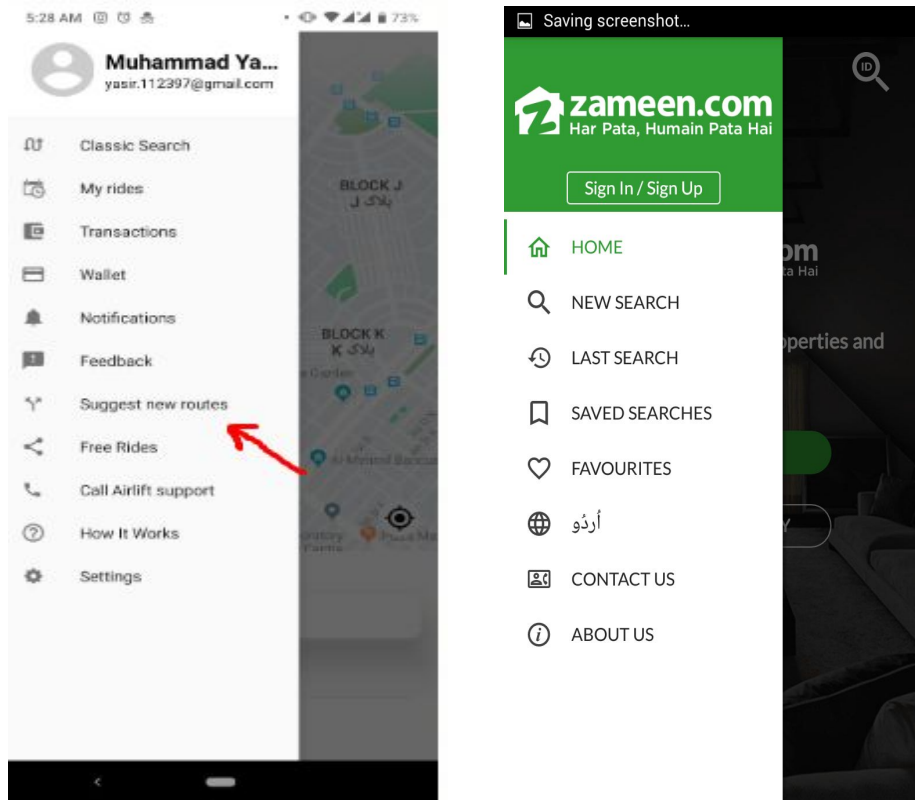 5:28 AM
73%
Muhammad Ya...
yasir.112397@gmail.com
Classic Search
My rides
Transactions
Wallet
Notifications
Feedback
Suggest new routes
Free Rides
Call Airlift support
How It Works
Settings
BLOCK J
بلاک J
BLOCK K
بلاک K
Saving screenshot...
ID
zameen.com
Har Pata, Humain Pata Hai
Sign In / Sign Up
HOME
NEW SEARCH
LAST SEARCH
SAVED SEARCHES
FAVOURITES
اُردُو
CONTACT US
ABOUT US
om
ta Hai
operties and
Y